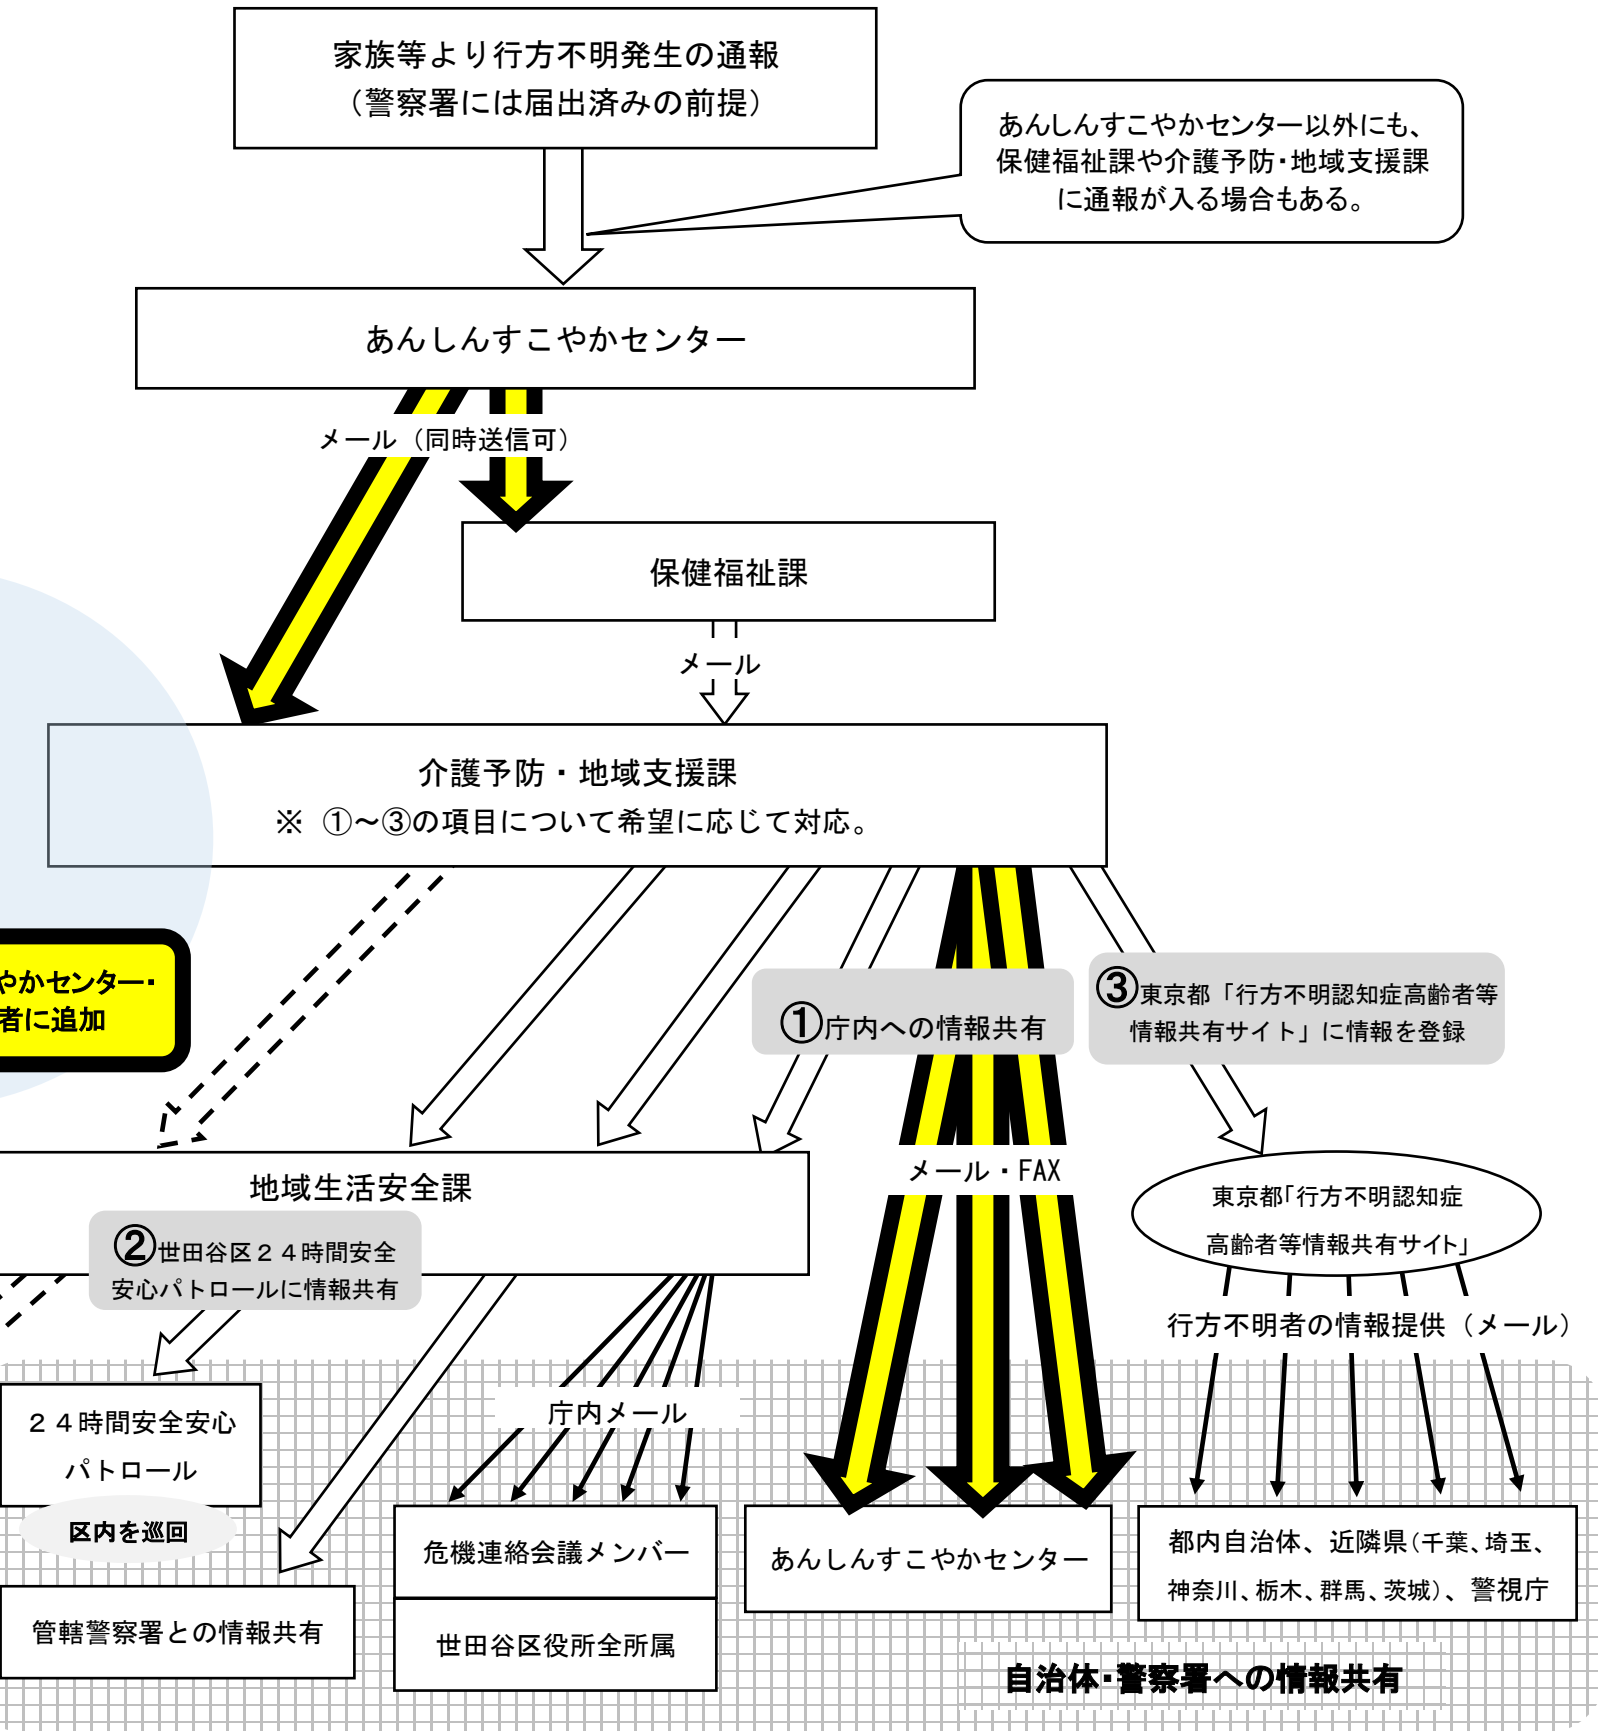 家族等より行方不明発生の通報
（警察署には届出済みの前提）
あんしんすこやかセンター以外にも、
保健福祉課や介護予防・地域支援課
に通報が入る場合もある。
あんしんすこやかセンター
メール（同時送信可）
保健福祉課
メール
介護予防・地域支援課
※ ①～③の項目について希望に応じて対応。
やかセンター・
者に追加
①庁内への情報共有
③東京都「行方不明認知症高齢者等
情報共有サイト」に情報を登録
メール・FAX
地域生活安全課
②世田谷区２４時間安全
安心パトロールに情報共有
東京都「行方不明認知症
高齢者等情報共有サイト」
行方不明者の情報提供（メール）
庁内メール
２４時間安全安心
パトロール
区内を巡回
管轄警察署との情報共有
危機連絡会議メンバー
世田谷区役所全所属
あんしんすこやかセンター
都内自治体、近隣県（千葉、埼玉、
神奈川、栃木、群馬、茨城）、警視庁
自治体・警察署への情報共有